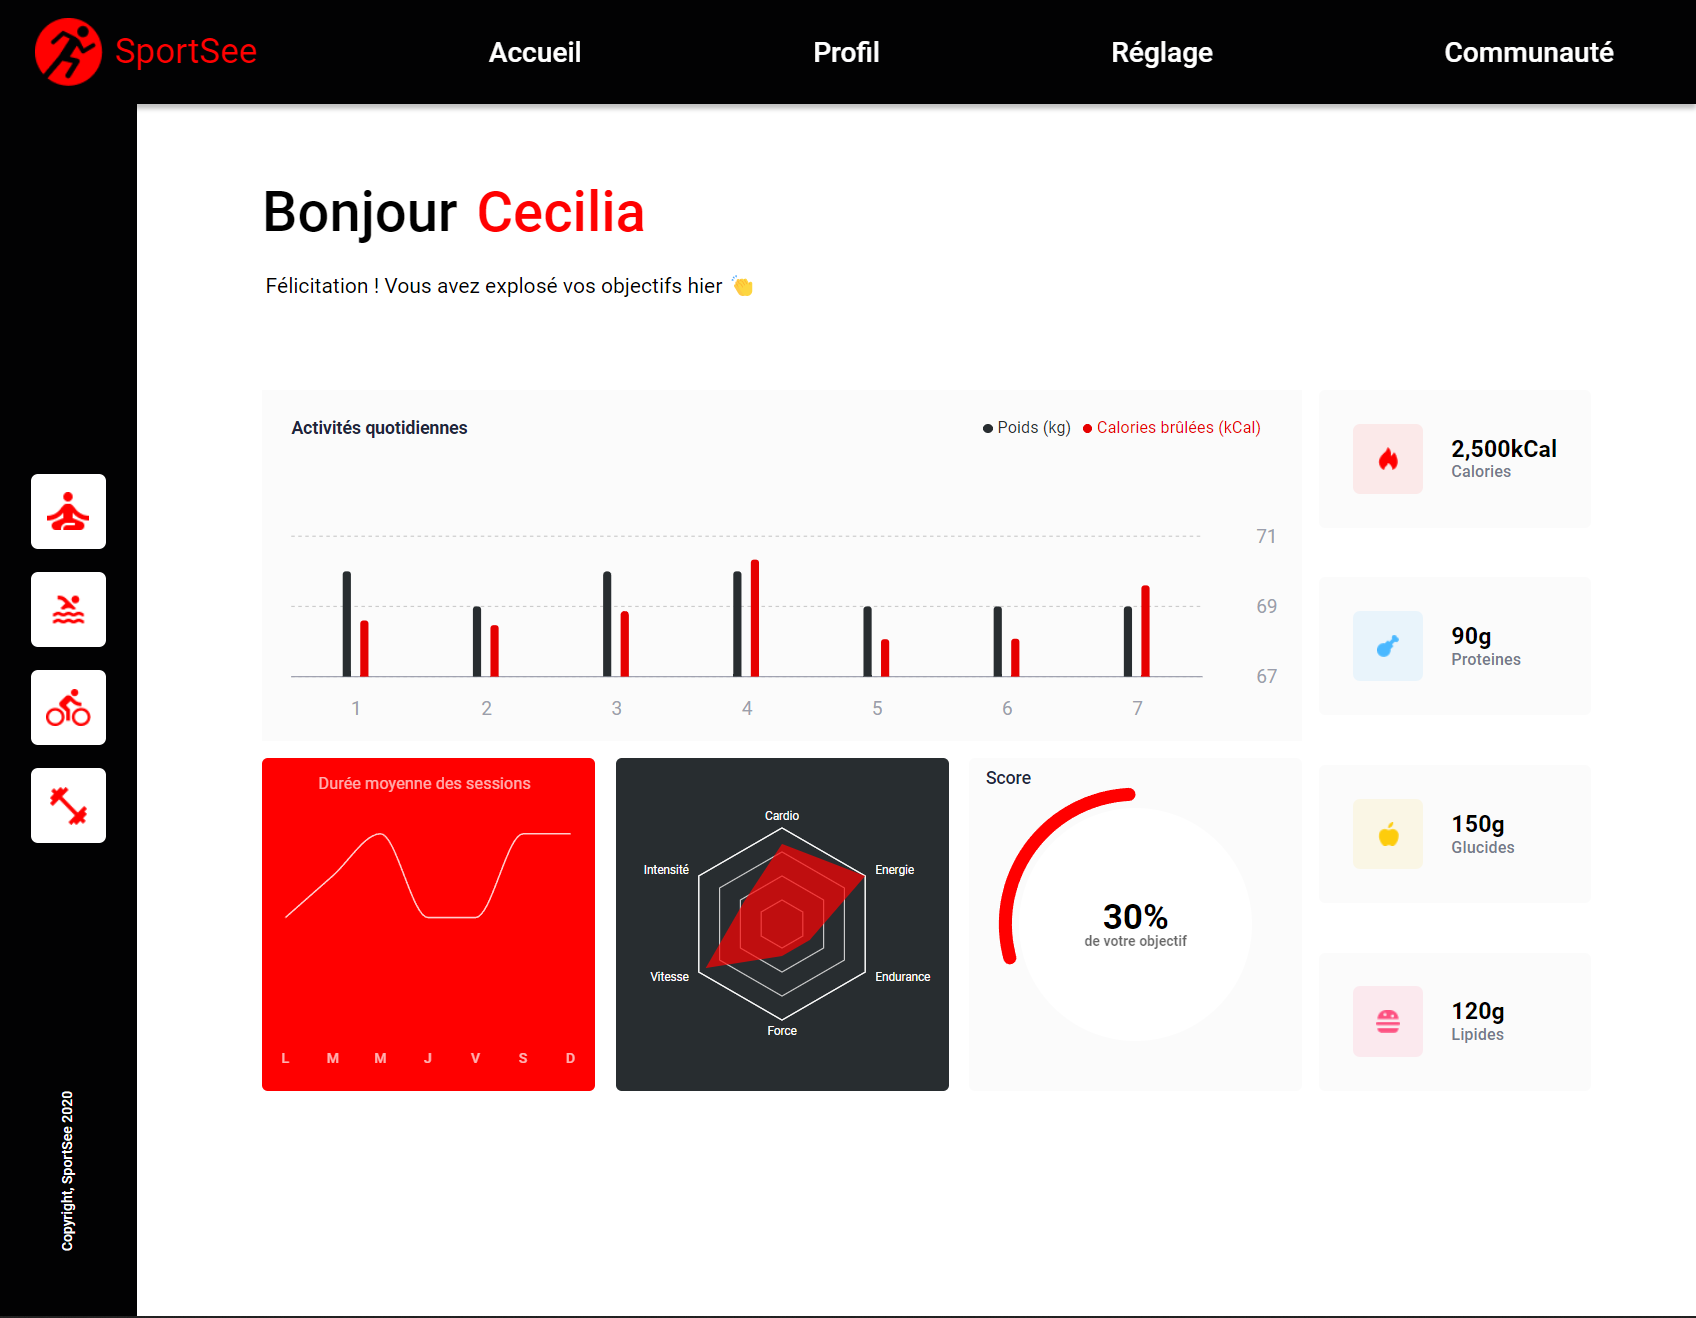 SportSee
Accueil
Profil
Réglage
Communauté
Bonjour Cecilia
Félicitation ! Vous avez explosé vos objectifs hier 👏
Activités quotidiennes
Poids (kg)
Calories brûlées (kCal)
71
69
67
1 2 3 4 5 6 7
2,500kCal
Calories
90g
Proteines
150g
Glucides
120g
Lipides
Durée moyenne des sessions
L M M J V S D
Cardio
Intensité
Energie
Vitesse
Endurance
Force
Score
30%
de votre objectif
Copyright, SportSee 2020